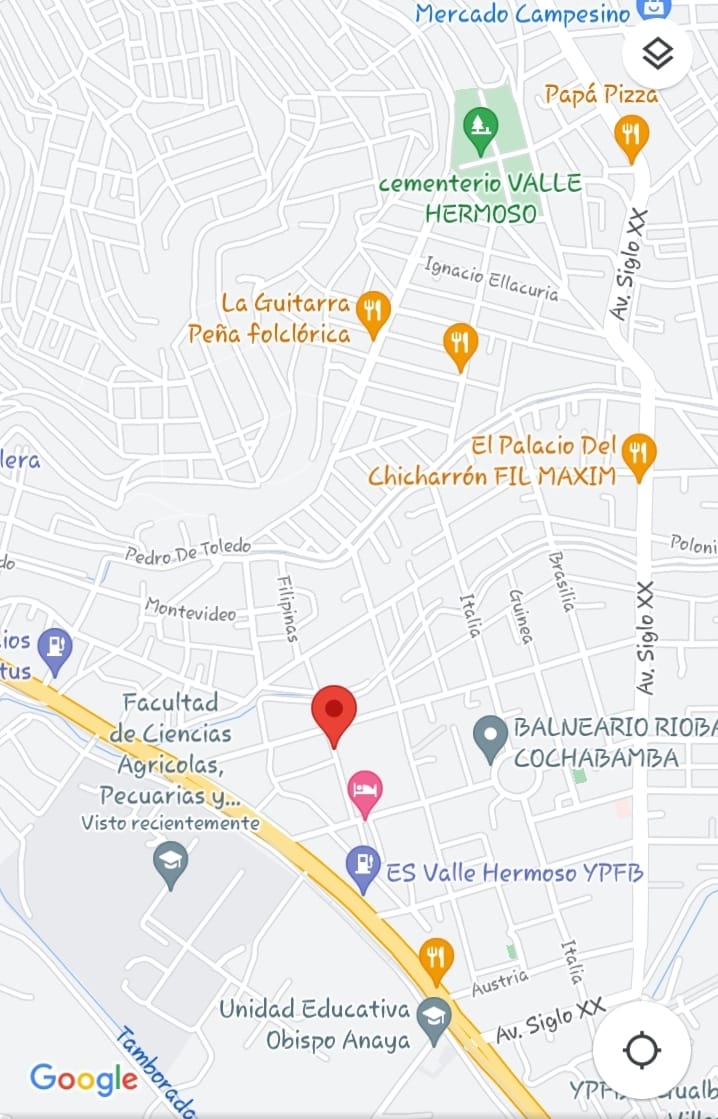 Mercado Campesino
Papá Pizza
cementerio VALLE
HERMOSO
Av. Siglo XX
Ignacio Ellacuria
La Guitarra
Peña folclórica
El Palacio Del
Chicharrón FIL MAXIM
lera
Pedro De Toledo
Poloni
do
Brasilia
Filipinas
Montevideo
Italia
Guinea
Av. Siglo XX
ios
tus
Facultad
de Ciencias
Agricolas,
Pecuarias y...
Visto recientemente
BALNEARIO RIOBA
COCHABAMBA
ES Valle Hermoso YPFB
Italia
Austria
Unidad Educativa
Obispo Anaya
Av. Siglo XX
Tamborada
Google
YPFB
ualb